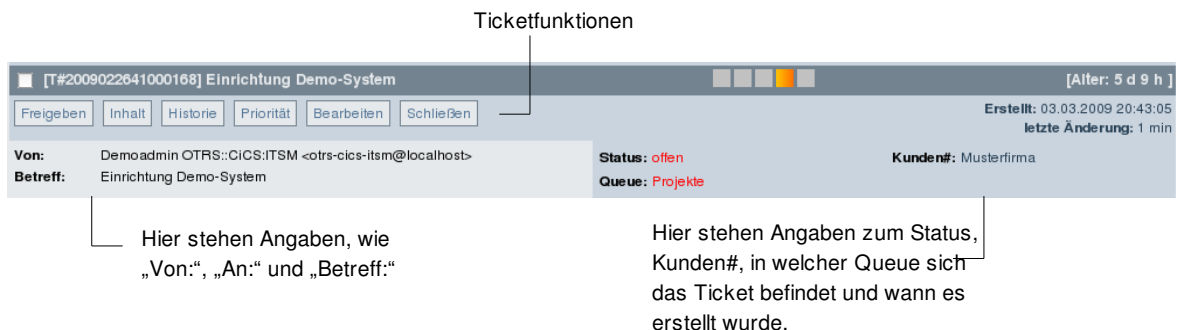 Ticketfunktionen
[T#2009022641000168] Einrichtung Demo-System [Alter: 5 d 9 h ]
Freigeben Inhalt Historie Priorität Bearbeiten Schließen Erstellt: 03.03.2009 20:43:05
letzte Änderung: 1 min
Von: Demoadmin OTRS::CiCS:ITSM <otrs-cics-itsm@localhost> Status: offen Kunden#: Musterfirma
Betreff: Einrichtung Demo-System Queue: Projekte
Hier stehen Angaben, wie
„Von:“, „An:“ und „Betreff:“
Hier stehen Angaben zum Status,
Kunden#, in welcher Queue sich
das Ticket befindet und wann es
erstellt wurde.